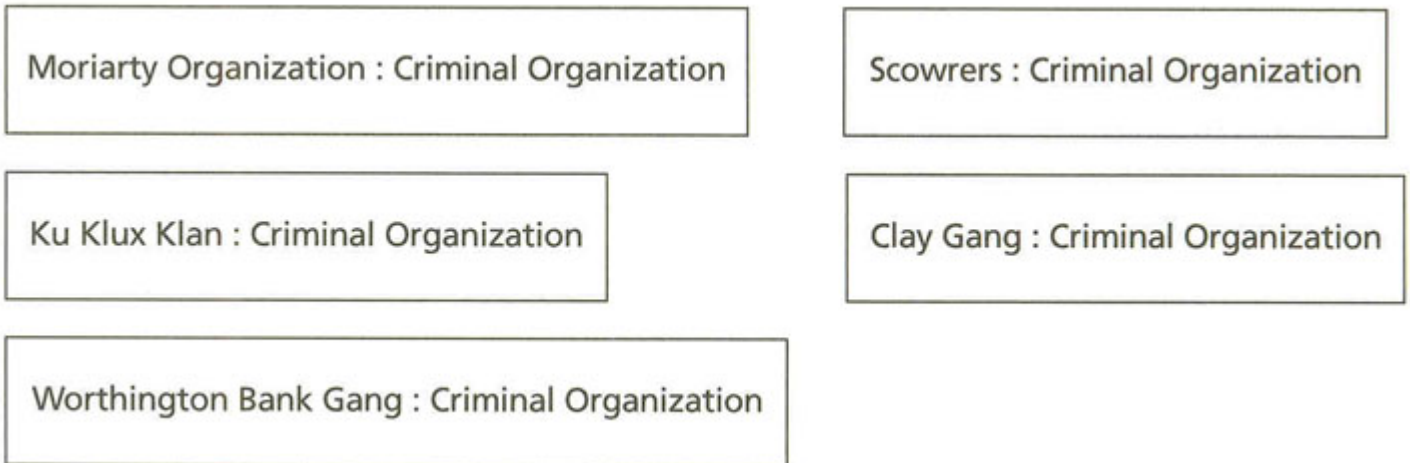 Moriarty Organization : Criminal Organization
Scowrers : Criminal Organization
Ku Klux Klan : Criminal Organization
Clay Gang : Criminal Organization
Worthington Bank Gang : Criminal Organization